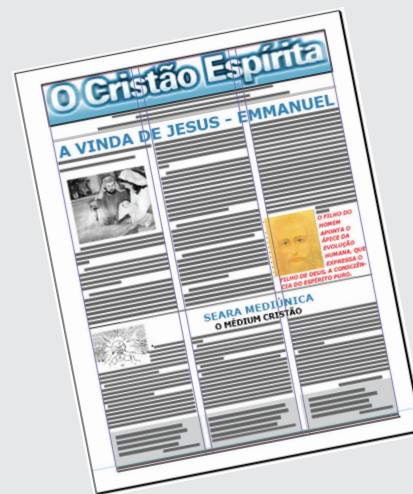 O Cristão Espírita
A VINDA DE JESUS - EMMANUEL
O FILHO DO
HOMEM
APONTA O
ÁPICE DA
EVOLUÇÃO
HUMANA, QUE
EXPRESSA O
FILHO DE DEUS, A CONSCIÊN-
CIA DO ESPÍRITO PURO.
SEARA MEDIÚNICA
O MÉDIUM CRISTÃO